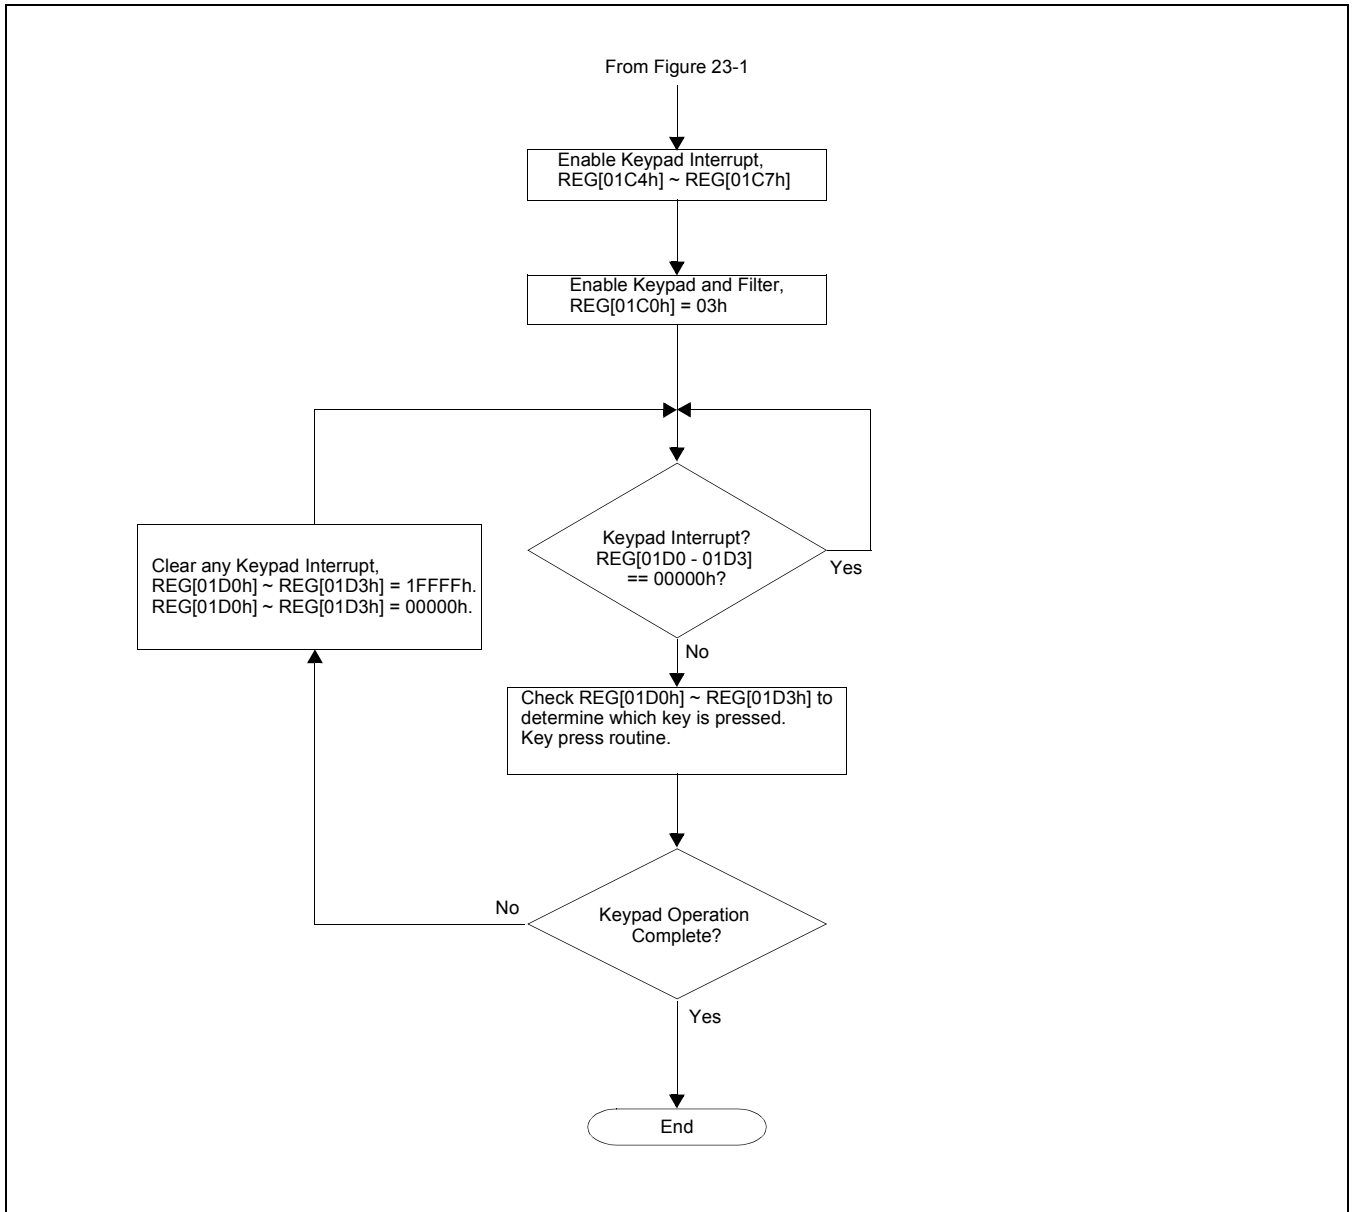 From Figure 23-1
Enable Keypad Interrupt,
REG[01C4h] ~ REG[01C7h]
Enable Keypad and Filter,
REG[01C0h] = 03h
Keypad Interrupt?
REG[01D0 - 01D3]
== 00000h?
Yes
Clear any Keypad Interrupt,
REG[01D0h] ~ REG[01D3h] = 1FFFFh.
REG[01D0h] ~ REG[01D3h] = 00000h.
No
Check REG[01D0h] ~ REG[01D3h] to
determine which key is pressed.
Key press routine.
No
Keypad Operation
Complete?
Yes
End